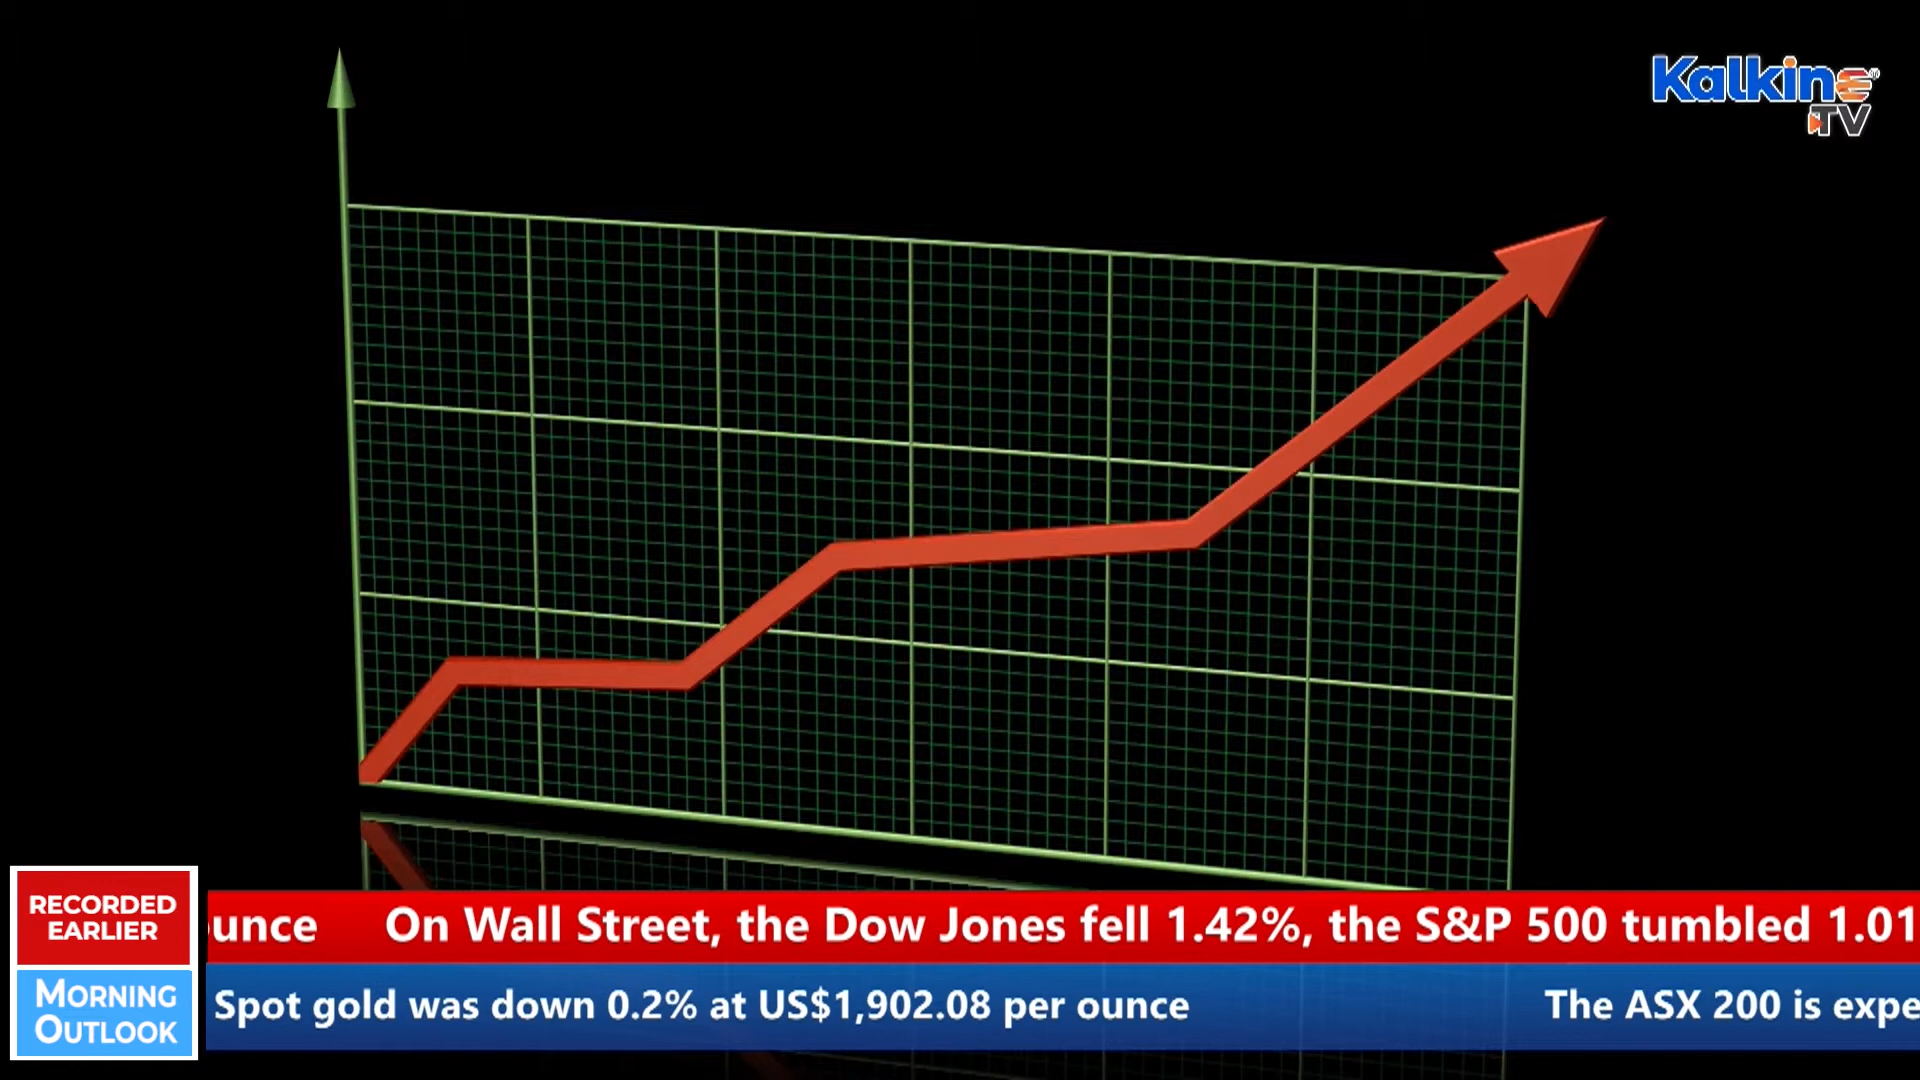 Kalkine
TV
RECORDED
EARLIER
ounce On Wall Street, the Dow Jones fell 1.42%, the S&P 500 tumbled 1.01
MORNING
OUTLOOK
Spot gold was down 0.2% at US$1,902.08 per ounce The ASX 200 is expe